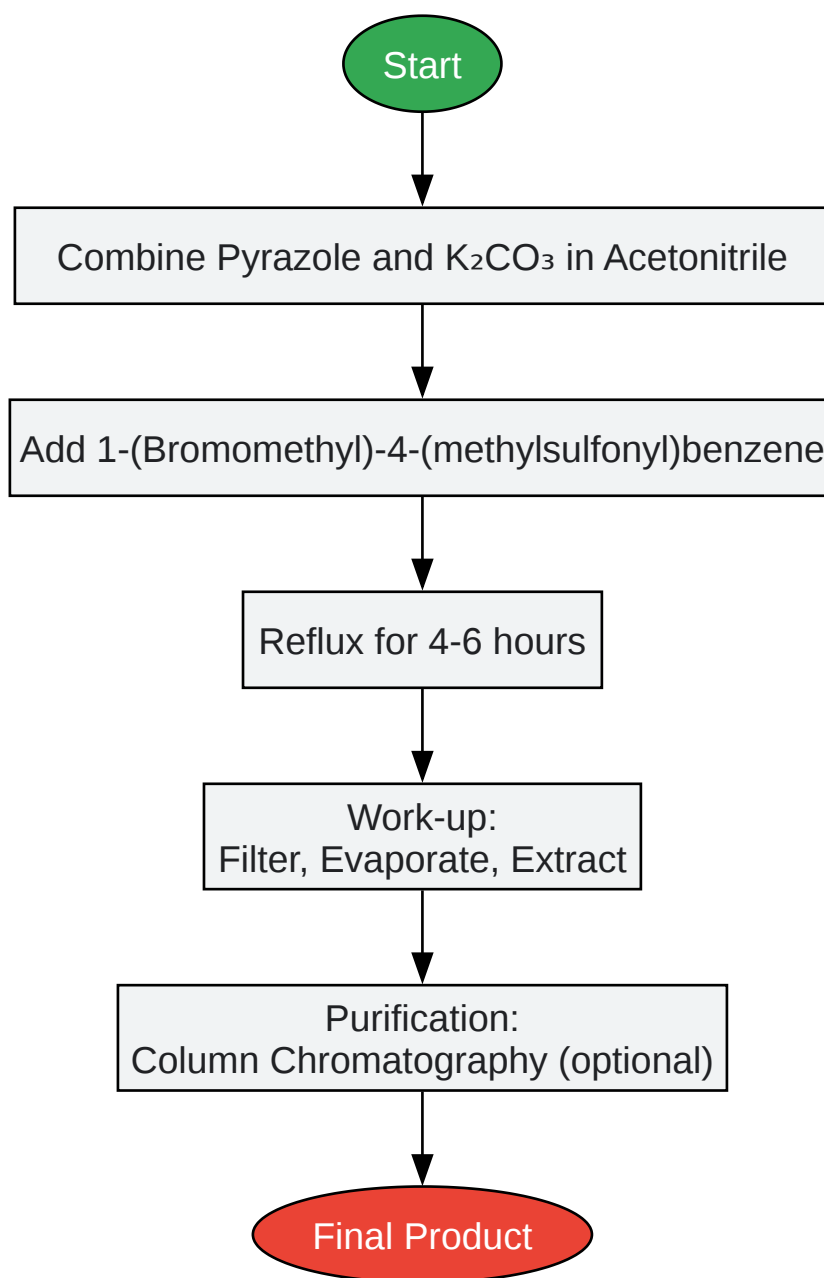 Start
Combine Pyrazole and K₂CO₃ in Acetonitrile
Add 1-(Bromomethyl)-4-(methylsulfonyl)benzene
Reflux for 4-6 hours
Work-up:
Filter, Evaporate, Extract
Purification:
Column Chromatography (optional)
Final Product